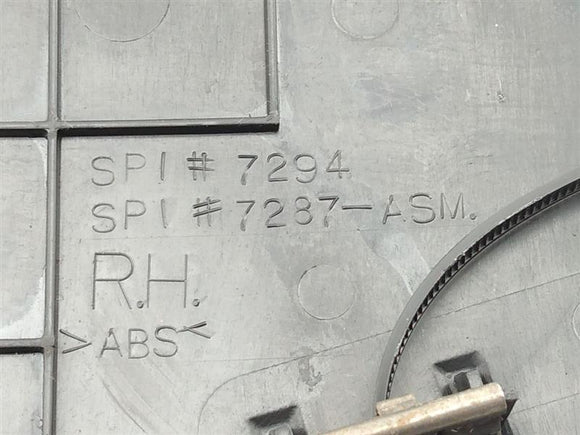 SPI # 7294
SPI # 7287-ASM.
R.H.
>ABS<